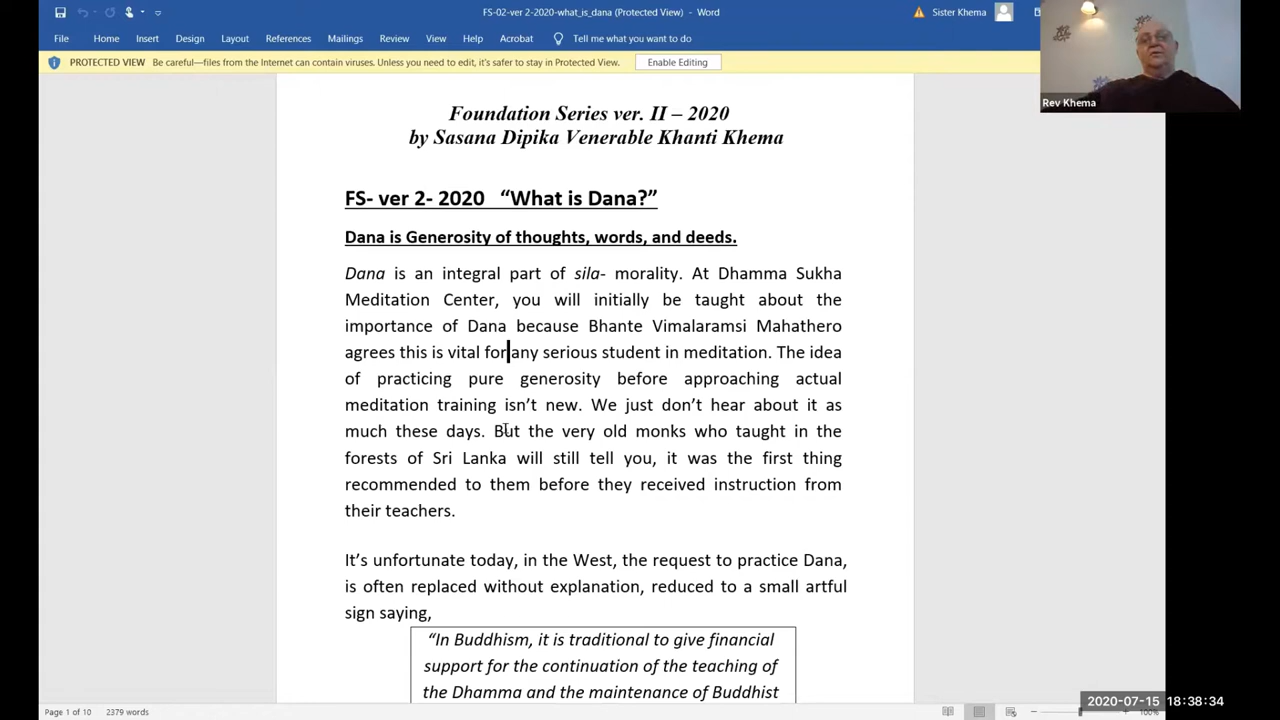 FS-02-ver 2-2020-what_is_dana (Protected View) - Word
Sister Khema
File Home Insert Design Layout References Mailings Review View Help Acrobat Tell me what you want to do
PROTECTED VIEW Be careful—files from the Internet can contain viruses. Unless you need to edit, it's safer to stay in Protected View. Enable Editing
Rev Khema
Foundation Series ver. II – 2020
by Sasana Dipika Venerable Khanti Khema
FS- ver 2- 2020 “What is Dana?”
Dana is Generosity of thoughts, words, and deeds.
Dana is an integral part of sila- morality. At Dhamma Sukha
Meditation Center, you will initially be taught about the
importance of Dana because Bhante Vimalaramsi Mahathero
agrees this is vital for any serious student in meditation. The idea
of practicing pure generosity before approaching actual
meditation training isn’t new. We just don’t hear about it as
much these days. But the very old monks who taught in the
forests of Sri Lanka will still tell you, it was the first thing
recommended to them before they received instruction from
their teachers.
It’s unfortunate today, in the West, the request to practice Dana,
is often replaced without explanation, reduced to a small artful
sign saying,
“In Buddhism, it is traditional to give financial
support for the continuation of the teaching of
the Dhamma and the maintenance of Buddhist
Page 1 of 10 2379 words
2020-07-15 18:38:34
100%